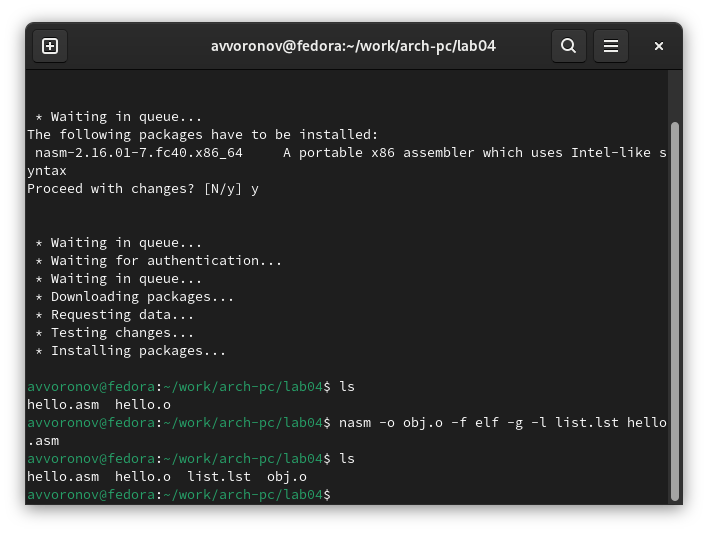 avvoronov@fedora:~/work/arch-pc/lab04
* Waiting in queue...
The following packages have to be installed:
nasm-2.16.01-7.fc40.x86_64     A portable x86 assembler which uses Intel-like s
yntax
Proceed with changes? [N/y] y
* Waiting in queue...
* Waiting for authentication...
* Waiting in queue...
* Downloading packages...
* Requesting data...
* Testing changes...
* Installing packages...
avvoronov@fedora:~/work/arch-pc/lab04$ ls
hello.asm  hello.o
avvoronov@fedora:~/work/arch-pc/lab04$ nasm -o obj.o -f elf -g -l list.lst hello
.asm
avvoronov@fedora:~/work/arch-pc/lab04$ ls
hello.asm  hello.o  list.lst  obj.o
avvoronov@fedora:~/work/arch-pc/lab04$